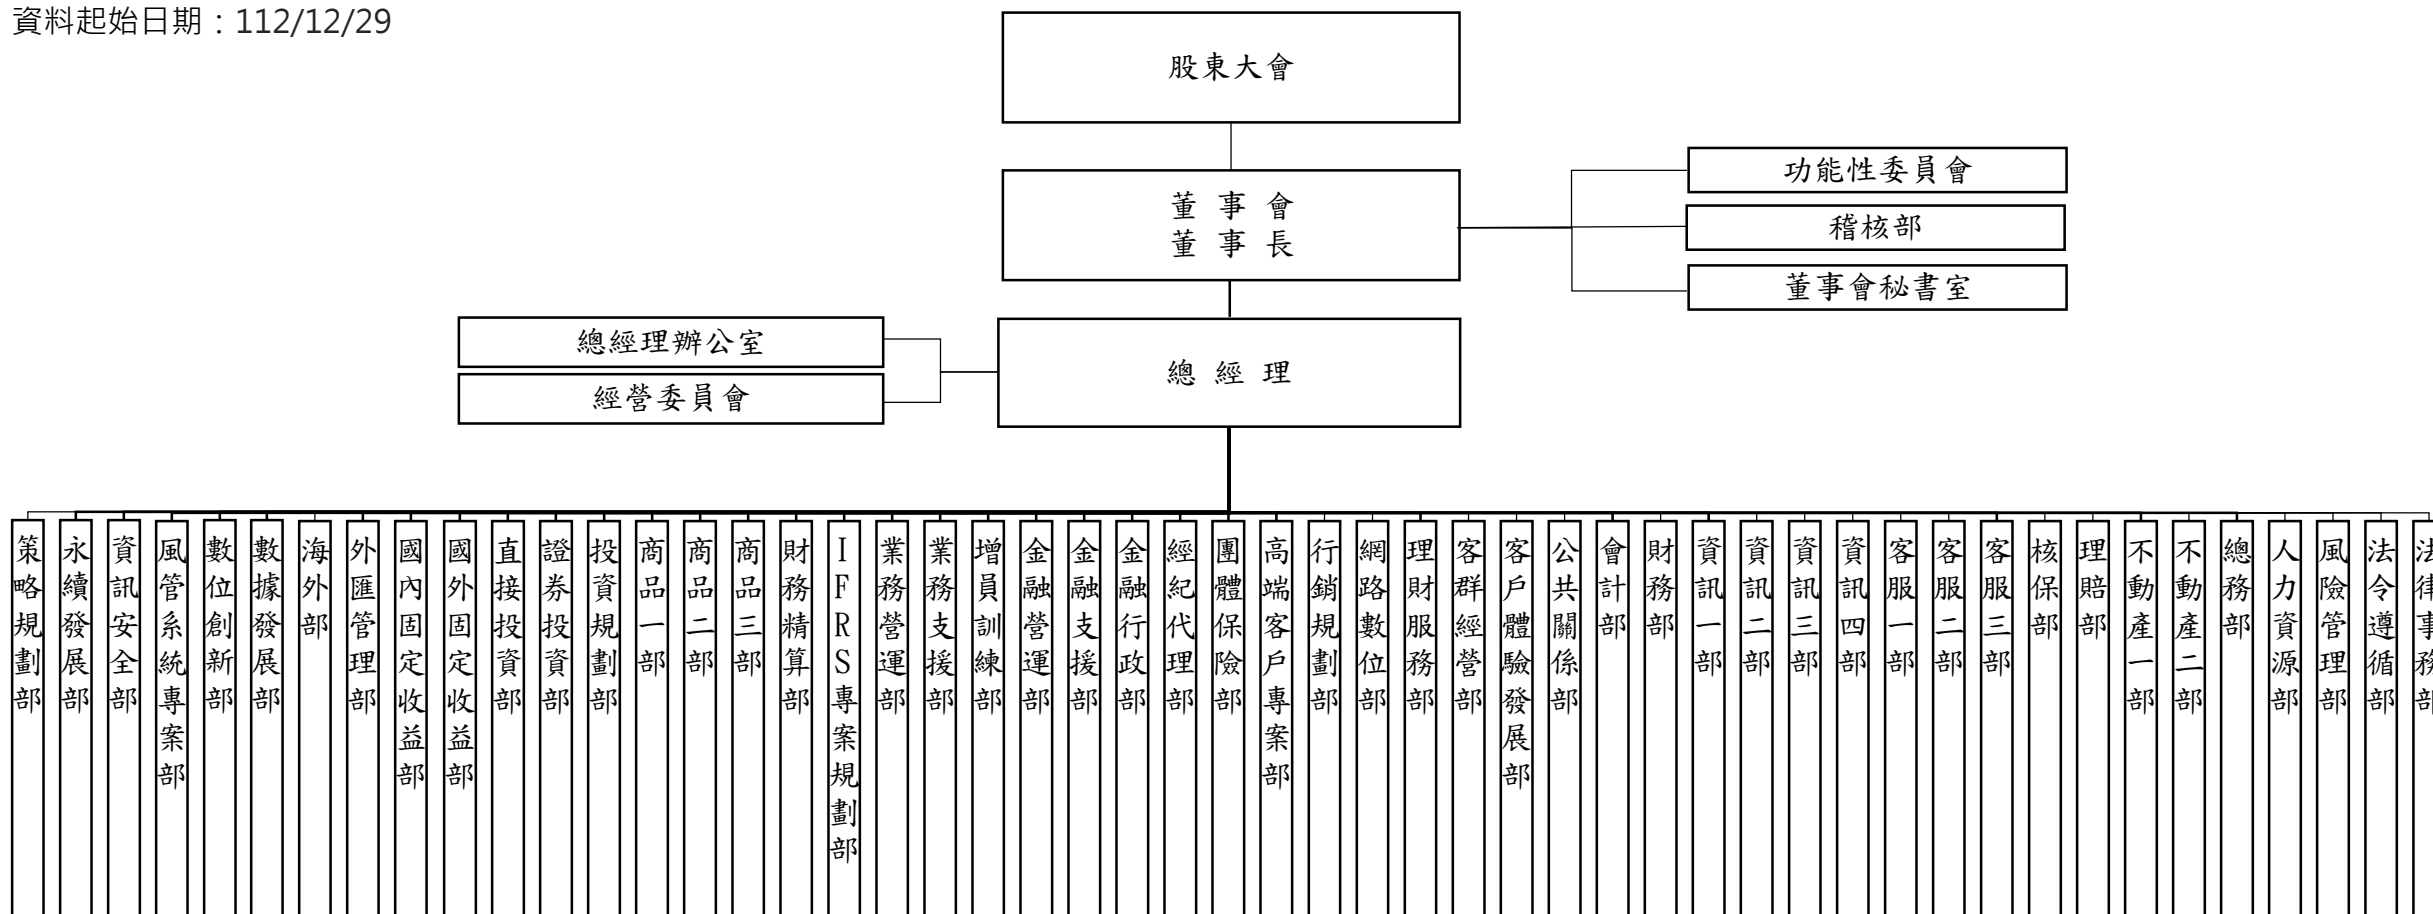 資料起始日期：112/12/29
股東大會
董事會
董事長
功能性委員會
稽核部
董事會秘書室
總經理辦公室
經營委員會
總經理
策略規劃部
永續發展部
資訊安全部
風管系統專案部
數位創新部
數據發展部
海外部
外匯管理部
國內固定收益部
國外固定收益部
直接投資部
證券投資部
投資規劃部
商品一部
商品二部
商品三部
財務精算部
IFRS專案規劃部
業務營運部
業務支援部
增員訓練部
金融營運部
金融支援部
金融行政部
經紀代理部
團體保險部
高端客戶專案部
行銷規劃部
網路數位部
理財服務部
客群經營部
客戶體驗發展部
公共關係部
會計部
財務部
資訊一部
資訊二部
資訊三部
資訊四部
客服一部
客服二部
客服三部
核保部
理賠部
不動產一部
不動產二部
總務部
人力資源部
風險管理部
法令遵循部
法律事務部